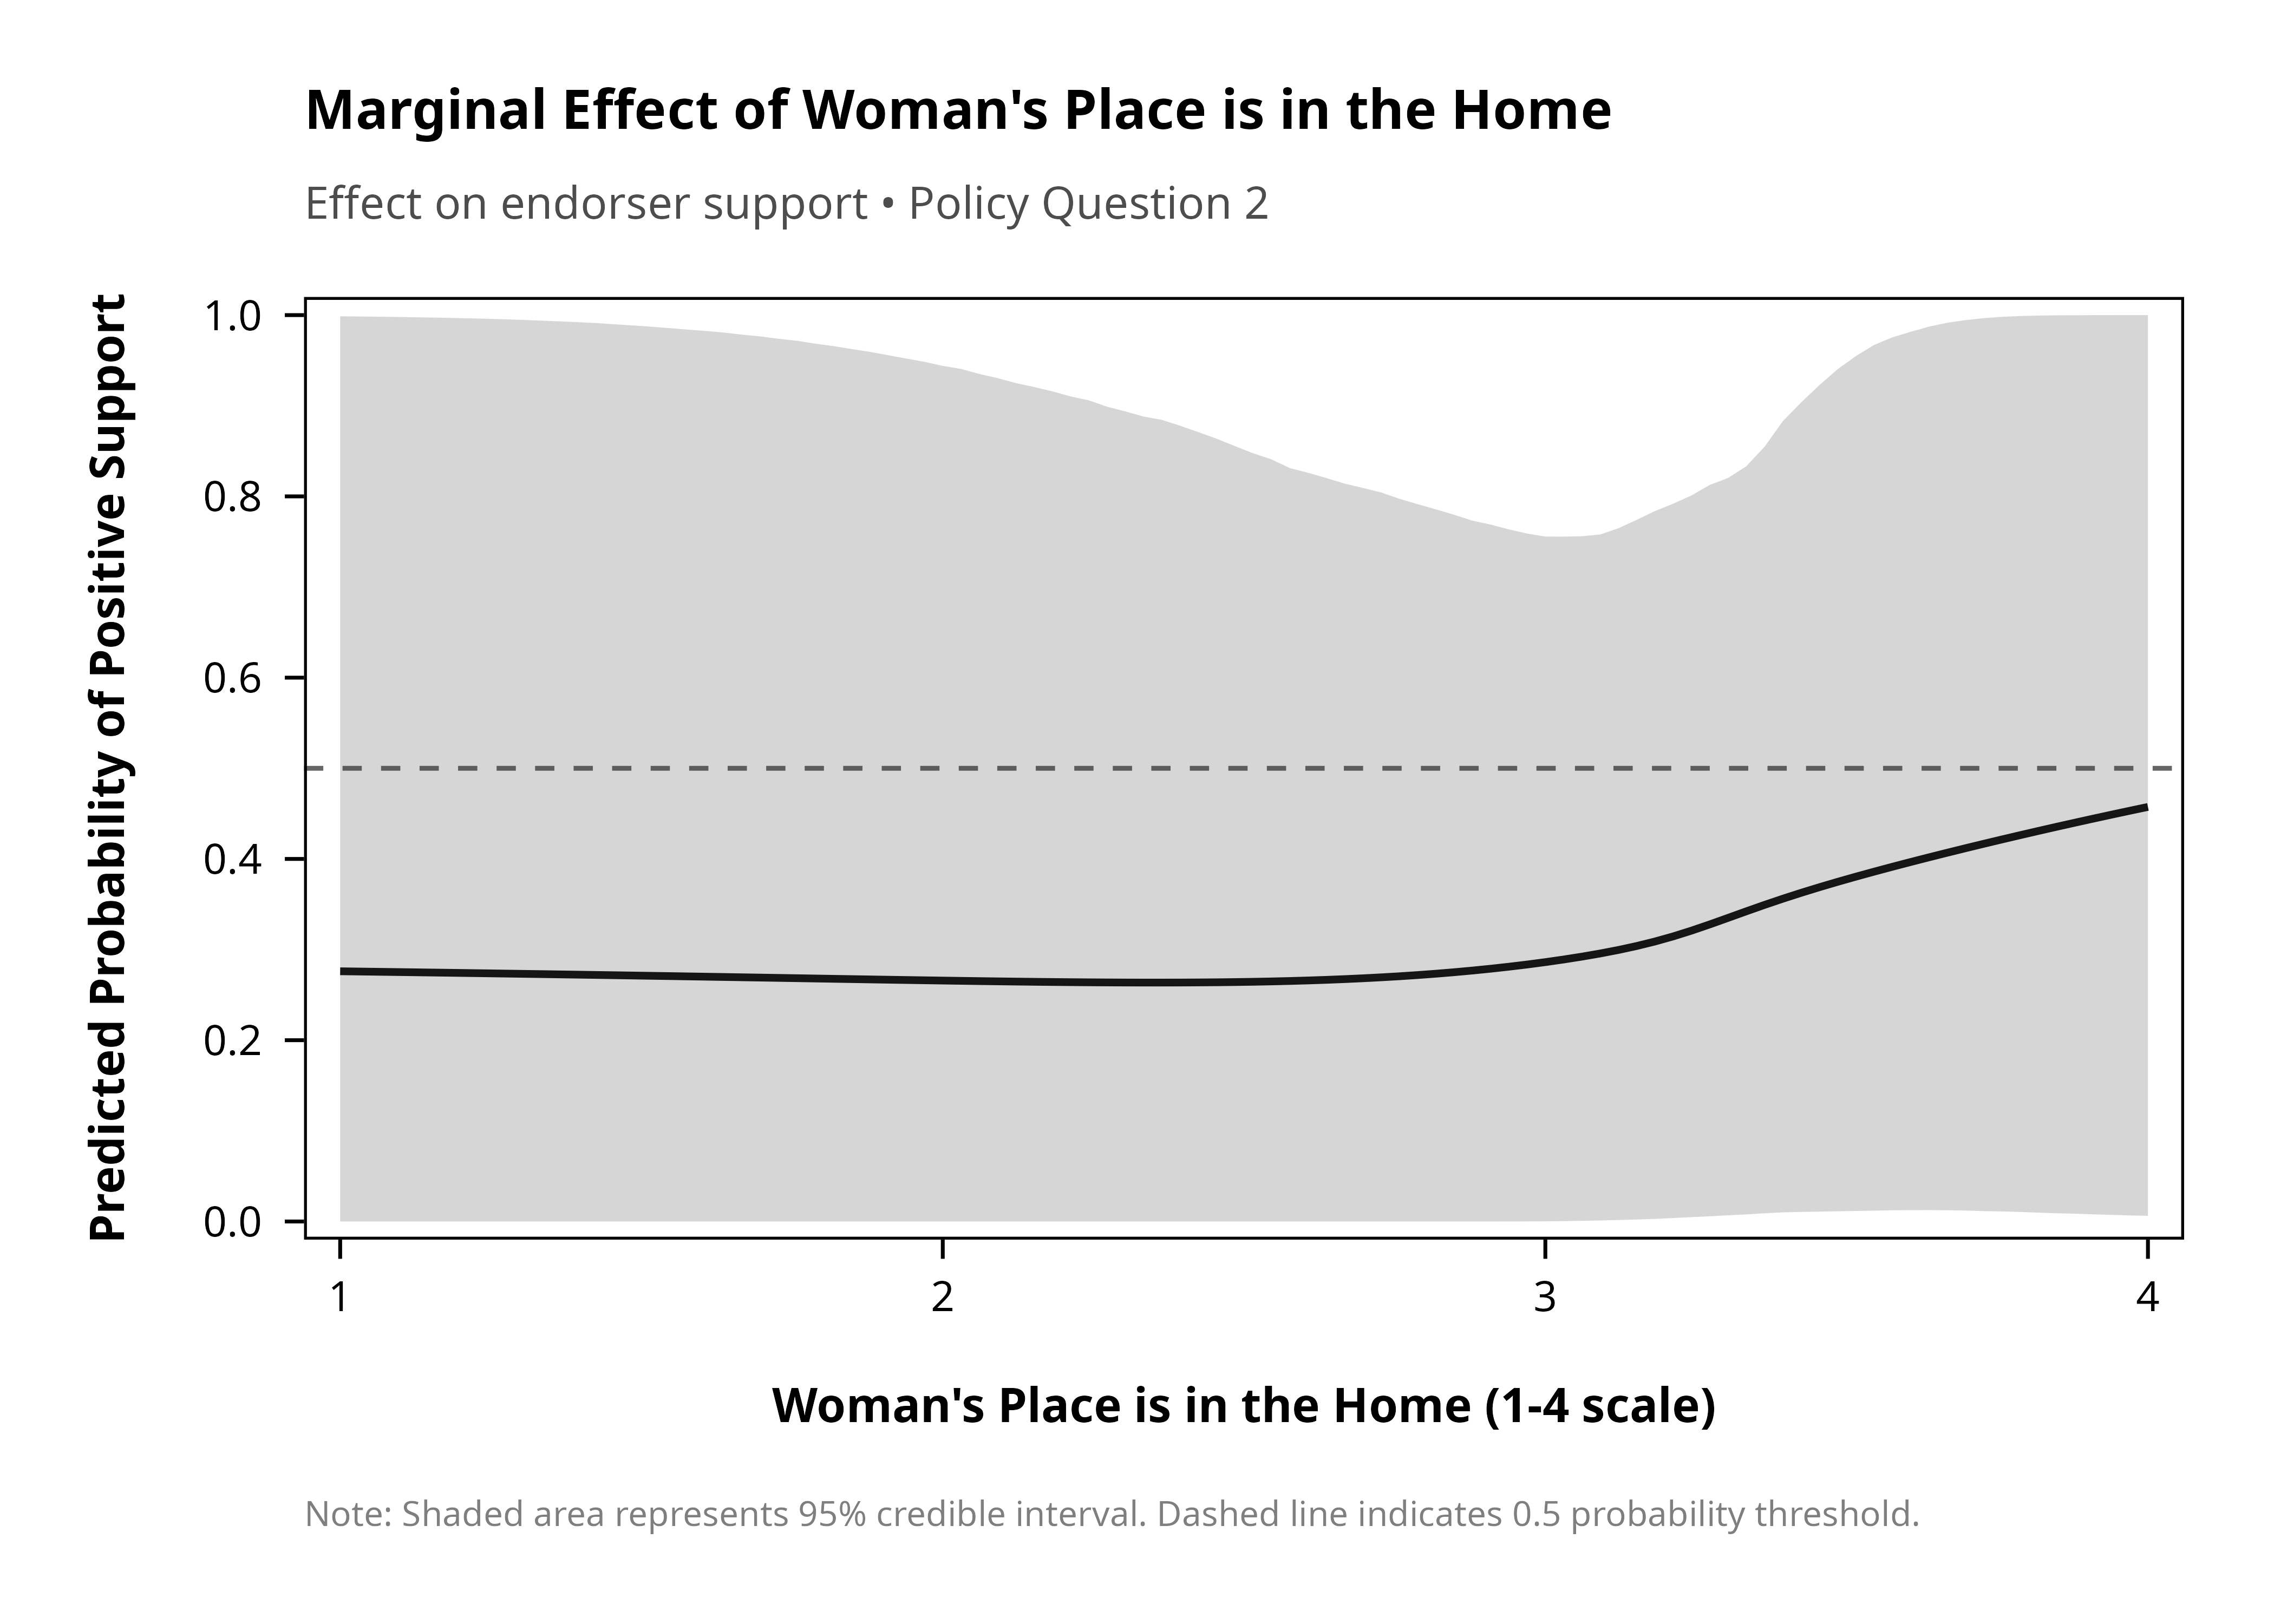 Marginal Effect of Woman's Place is in the Home
Effect on endorser support • Policy Question 2
Predicted Probability of Positive Support
1.0
0.8
0.6
0.4
0.2
0.0
1
2
3
4
Woman's Place is in the Home (1-4 scale)
Note: Shaded area represents 95% credible interval. Dashed line indicates 0.5 probability threshold.